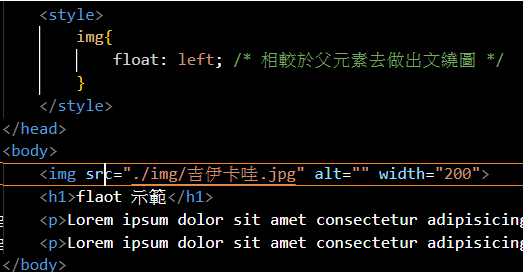 <style>
img{
float: left; /* 相較於父元素去做出文繞圖 */
}
</style>
</head>
<body>
<img src="./img/吉伊卡哇.jpg" alt="" width="200">
<h1>flaot 示範</h1>
<p>Lorem ipsum dolor sit amet consectetur adipisicing
<p>Lorem ipsum dolor sit amet consectetur adipisicing
</body>